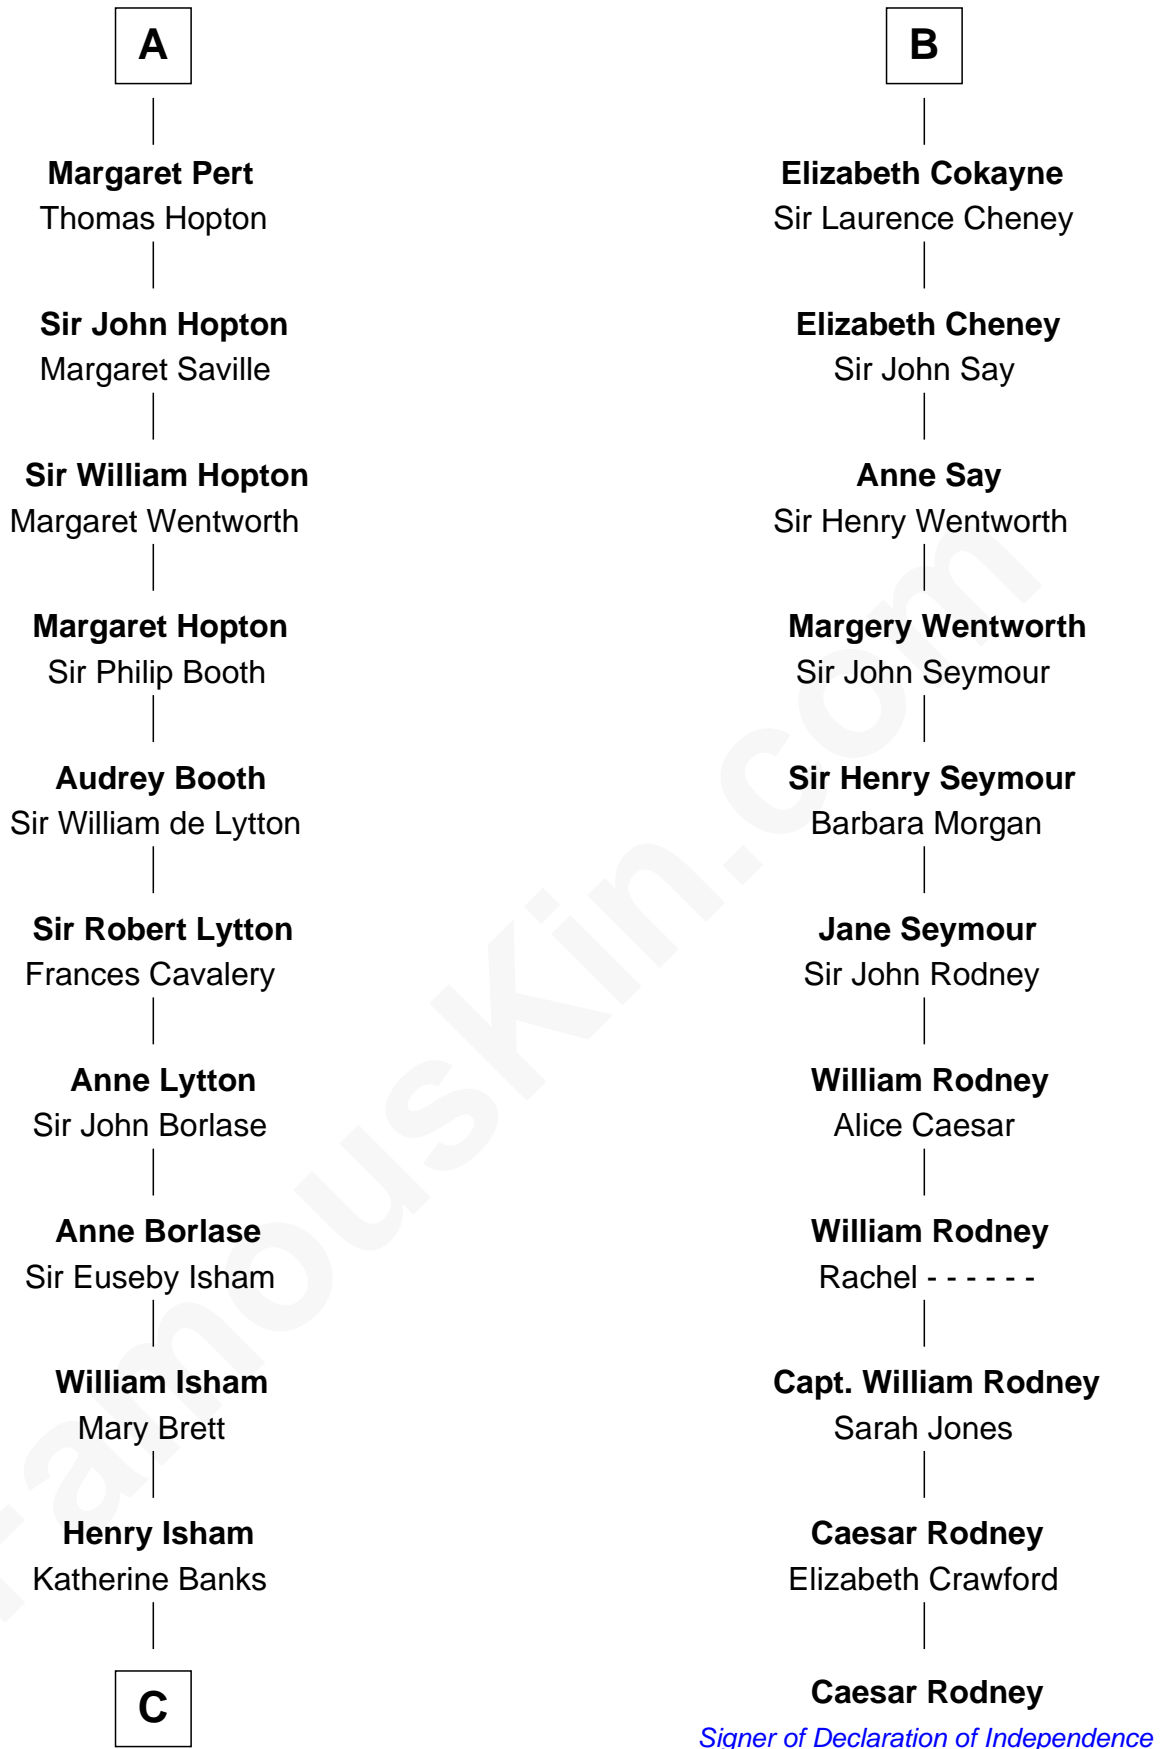 A
Margaret Pert
Thomas Hopton
Sir John Hopton
Margaret Saville
Sir William Hopton
Margaret Wentworth
Margaret Hopton
Sir Philip Booth
Audrey Booth
Sir William de Lytton
Sir Robert Lytton
Frances Cavalery
Anne Lytton
Sir John Borlase
Anne Borlase
Sir Euseby Isham
William Isham
Mary Brett
Henry Isham
Katherine Banks
C
B
Elizabeth Cokayne
Sir Laurence Cheney
Elizabeth Cheney
Sir John Say
Anne Say
Sir Henry Wentworth
Margery Wentworth
Sir John Seymour
Sir Henry Seymour
Barbara Morgan
Jane Seymour
Sir John Rodney
William Rodney
Alice Caesar
William Rodney
Rachel - - - - - -
Capt. William Rodney
Sarah Jones
Caesar Rodney
Elizabeth Crawford
Caesar Rodney
Signer of Declaration of Independence
FamousKin.com